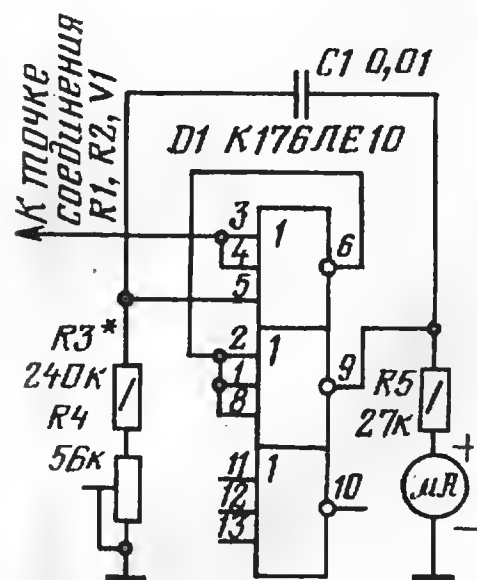 К точке
соединения
R1, R2, V1
C1 0,01
D1 К176ЛЕ10
3
4
5
1
6
2
1
8
1
9
11
12
13
1
10
R3*
240к
R4
56к
R5
27к
+
μA
−